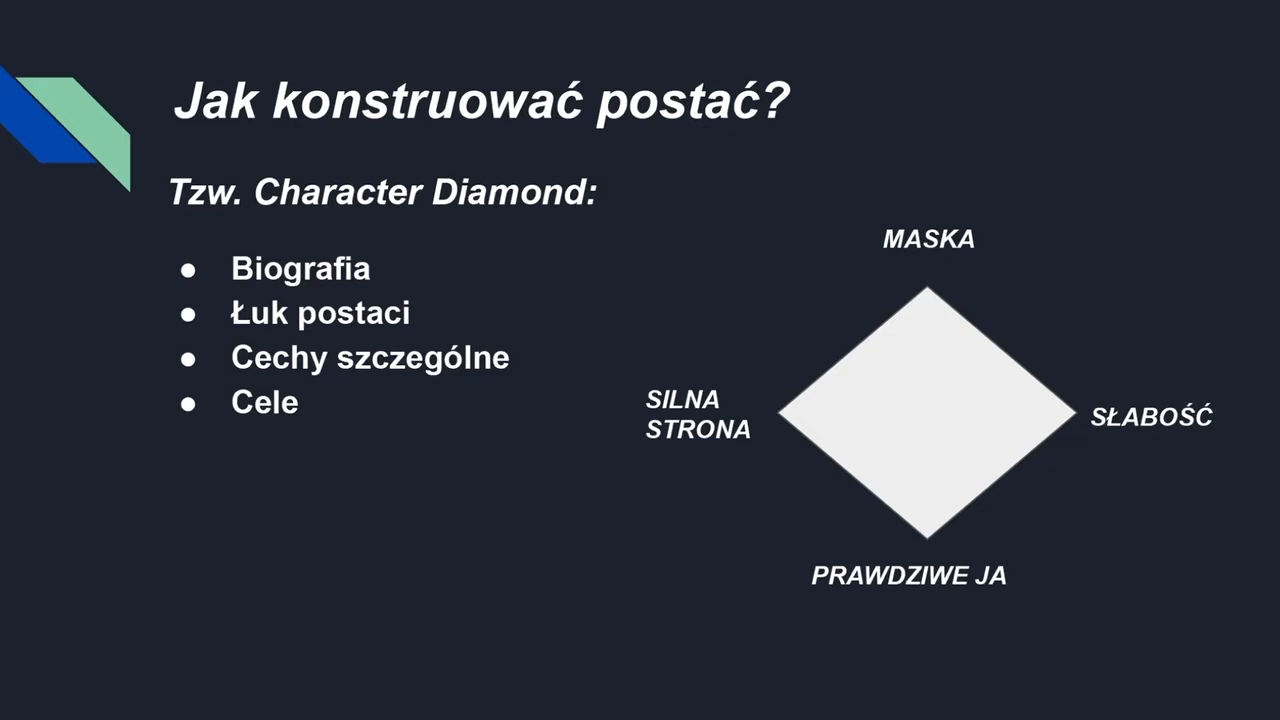 Jak konstruować postać?
Tzw. Character Diamond:
● Biografia
● Łuk postaci
● Cechy szczególne
● Cele
MASKA
SILNA
STRONA
SŁABOŚĆ
PRAWDZIWE JA